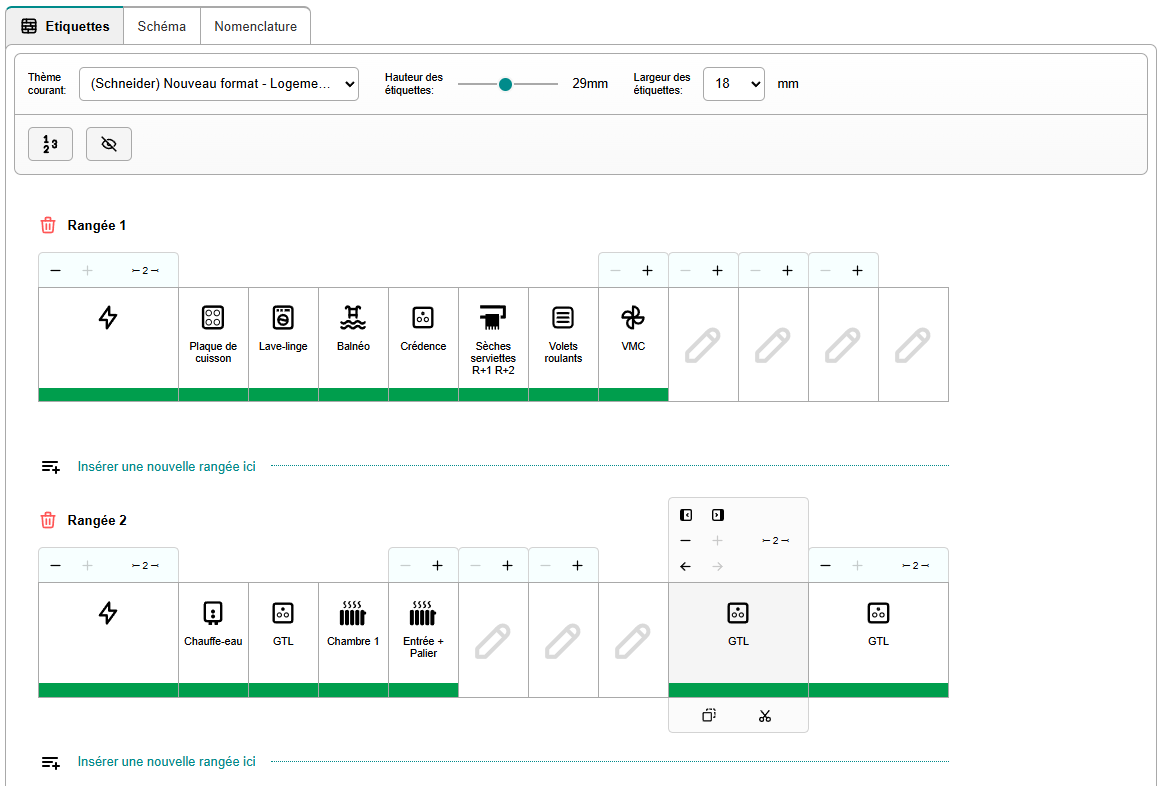 Etiquettes
Schéma
Nomenclature
Thème
courant:
(Schneider) Nouveau format - Logeme...
Hauteur des
étiquettes:
29mm
Largeur des
étiquettes:
18
mm
1 2 3
Rangée 1
2
Plaque de
cuisson
Lave-linge
Balnéo
Crédence
Sèches
serviettes
R+1 R+2
Volets
roulants
VMC
Insérer une nouvelle rangée ici
Rangée 2
2
2
2
Chauffe-eau
GTL
Chambre 1
Entrée +
Palier
GTL
GTL
Insérer une nouvelle rangée ici